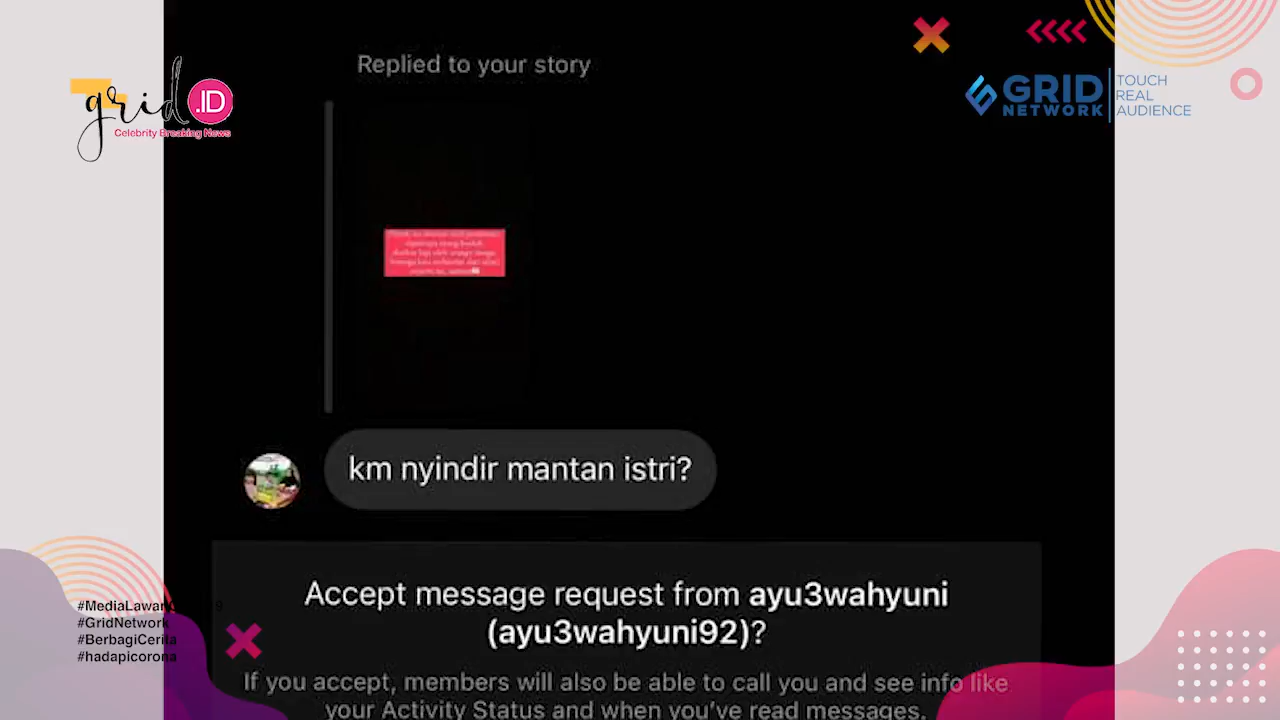 Replied to your story
grid .ID
Celebrity Breaking News
GRID NETWORK
TOUCH
REAL
AUDIENCE
km nyindir mantan istri?
Accept message request from ayu3wahyuni
(ayu3wahyuni92)?
If you accept, members will also be able to call you and see info like
your Activity Status and when you've read messages.
#GridNetwork
#BerbagiCerita
#hadapicorona